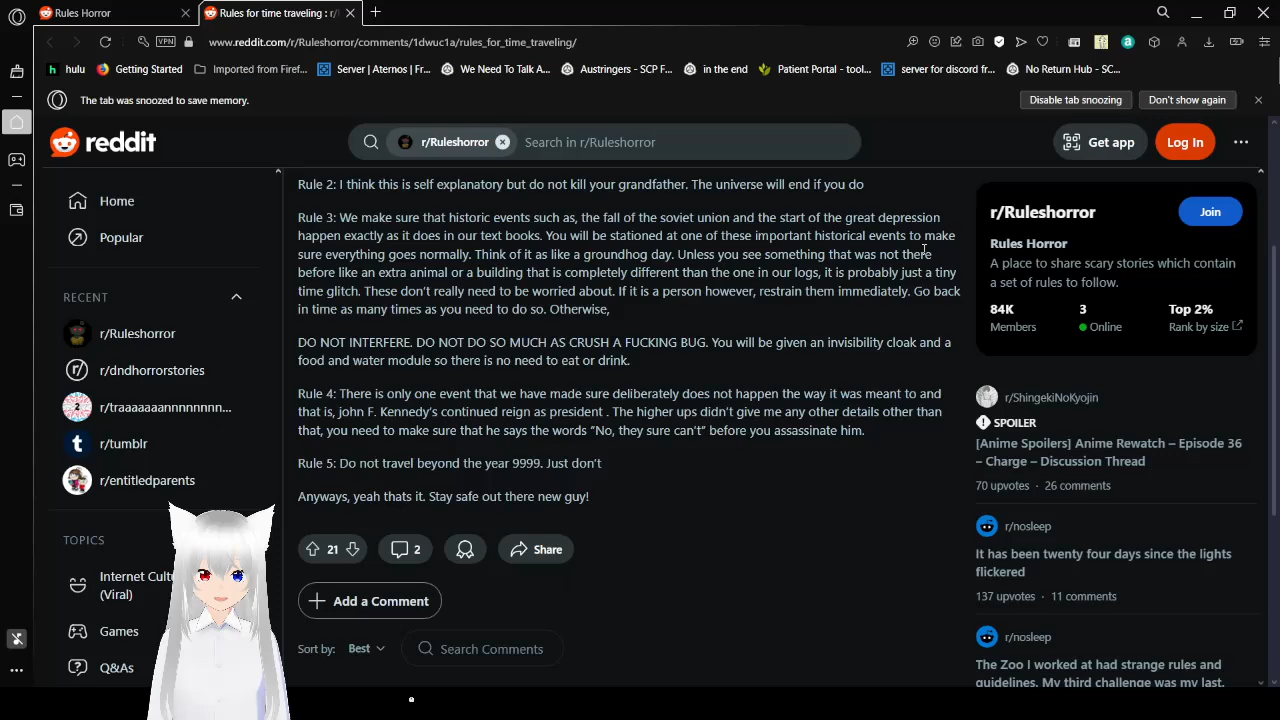 Rules Horror
Rules for time traveling : r/
VPN
www.reddit.com/r/Ruleshorror/comments/1dwuc1a/rules_for_time_traveling/
hulu
Getting Started
Imported from Firef...
Server | Aternos | Fr...
We Need To Talk A...
Austringers - SCP F...
in the end
Patient Portal - tool...
server for discord fr...
No Return Hub - SC...
The tab was snoozed to save memory.
Disable tab snoozing
Don't show again
reddit
r/Ruleshorror
Search in r/Ruleshorror
Get app
Log In
Home
Popular
RECENT
r/Ruleshorror
r/dndhorrorstories
r/traaaaaaannnnnnnn...
r/tumblr
r/entitledparents
TOPICS
Internet Cult
(Viral)
Games
Q&As
Rule 2: I think this is self explanatory but do not kill your grandfather. The universe will end if you do
Rule 3: We make sure that historic events such as, the fall of the soviet union and the start of the great depression
happen exactly as it does in our text books. You will be stationed at one of these important historical events to make
sure everything goes normally. Think of it as like a groundhog day. Unless you see something that was not there
before like an extra animal or a building that is completely different than the one in our logs, it is probably just a tiny
time glitch. These don't really need to be worried about. If it is a person however, restrain them immediately. Go back
in time as many times as you need to do so. Otherwise,
DO NOT INTERFERE. DO NOT DO SO MUCH AS CRUSH A FUCKING BUG. You will be given an invisibility cloak and a
food and water module so there is no need to eat or drink.
Rule 4: There is only one event that we have made sure deliberately does not happen the way it was meant to and
that is, john F. Kennedy's continued reign as president . The higher ups didn't give me any other details other than
that, you need to make sure that he says the words “No, they sure can't” before you assassinate him.
Rule 5: Do not travel beyond the year 9999. Just don't
Anyways, yeah thats it. Stay safe out there new guy!
21
2
Share
Add a Comment
Sort by:
Best
Search Comments
r/Ruleshorror
Join
Rules Horror
A place to share scary stories which contain
a set of rules to follow.
84K
3
Top 2%
Members
Online
Rank by size
r/ShingekiNoKyojin
SPOILER
[Anime Spoilers] Anime Rewatch – Episode 36
– Charge – Discussion Thread
70 upvotes · 26 comments
r/nosleep
It has been twenty four days since the lights
flickered
137 upvotes · 11 comments
r/nosleep
The Zoo I worked at had strange rules and
guidelines. My third challenge was my last.